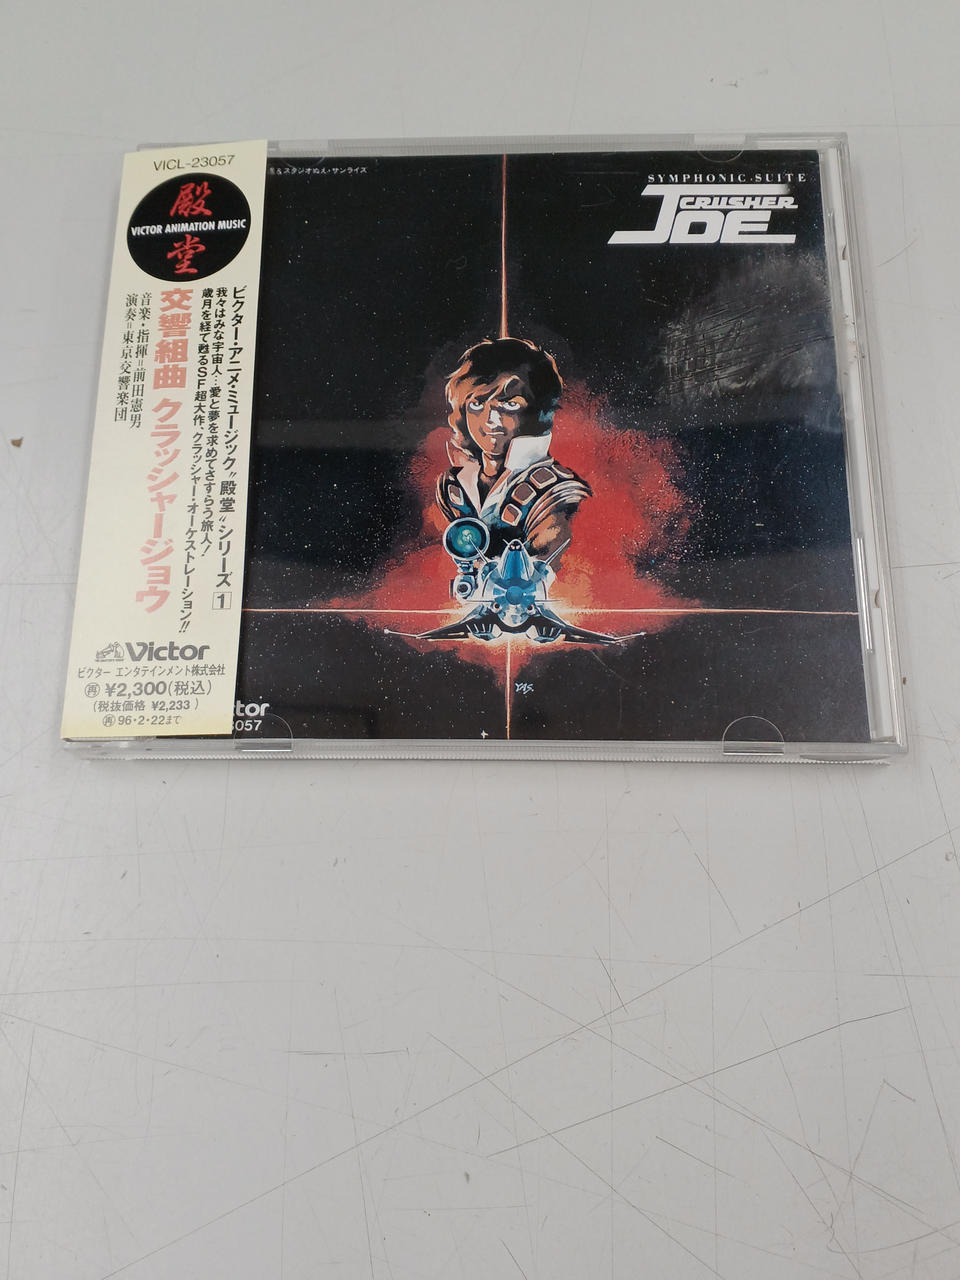 VICL-23057
殿
VICTOR ANIMATION MUSIC
堂
ビクター・アニメ・ミュージック〝殿堂〟シリーズ 1
我々はみな宇宙人…愛と夢を求めてさすらう旅人!
歳月を経て甦るSF超大作、クラッシャー・オーケストレーション!!
交響組曲 クラッシャージョウ
音楽・指揮=前田憲男
演奏=東京交響楽団
Victor
ビクター エンタテインメント株式会社
再 ¥2,300(税込)
(税抜価格 ¥2,233)
再 96・2・22まで
&スタジオぬえ・サンライズ
SYMPHONIC SUITE
CRUSHER
JOE
YAS.
ctor
3057